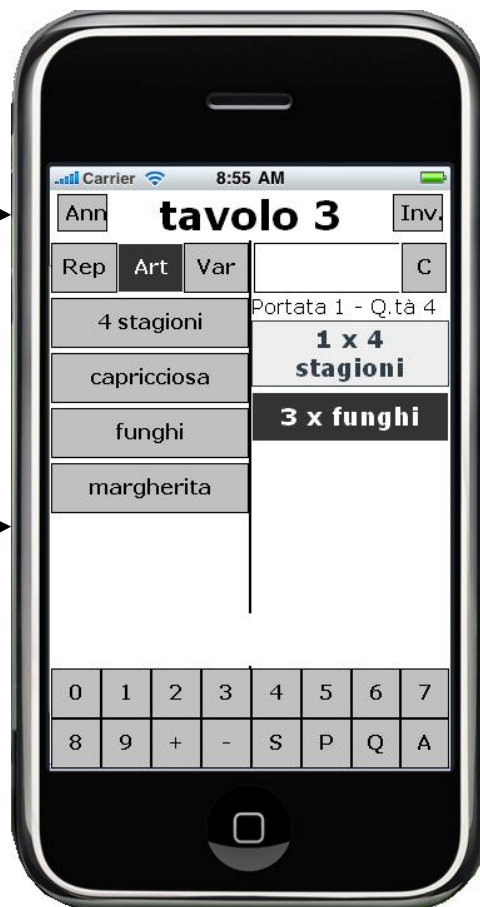 Carrier 8:55 AM
Ann tavolo 3 Inv.
Rep Art Var C
Portata 1 - Q.tà 4
4 stagioni
capricciosa
funghi
margherita
1 x 4
stagioni
3 x funghi
0 1 2 3 4 5 6 7
8 9 + - S P Q A